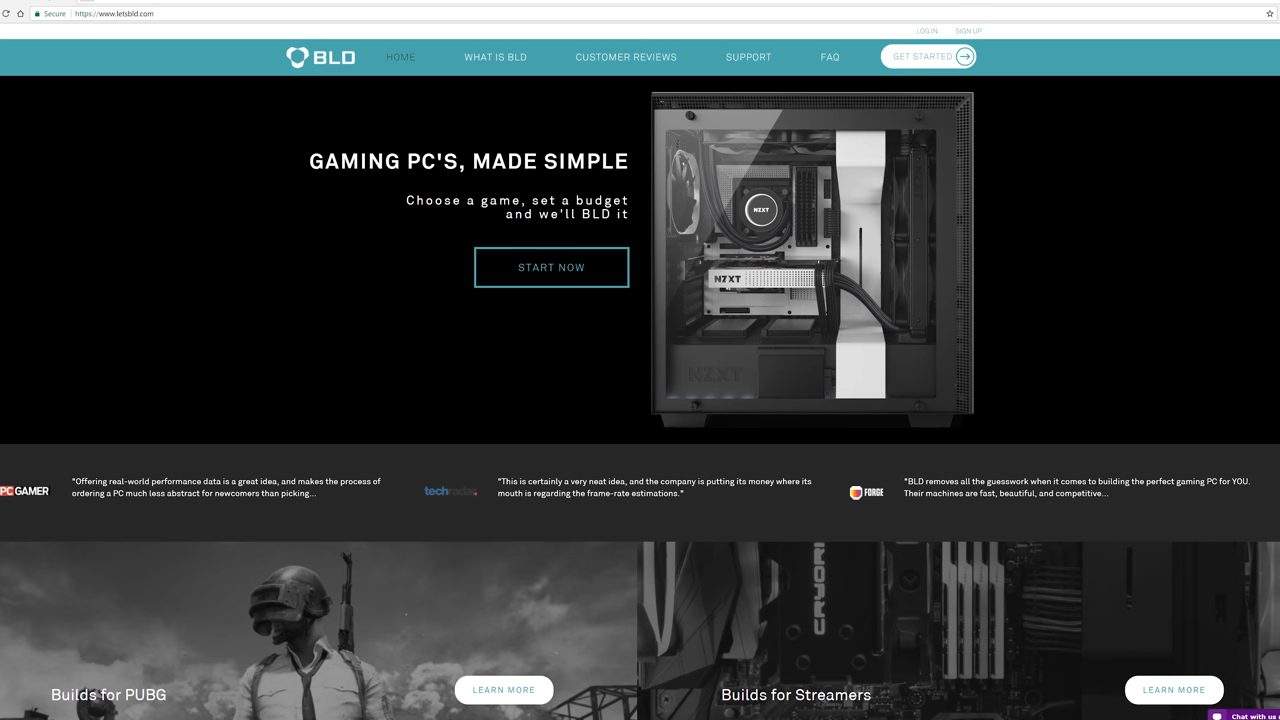 Secure
https://www.letsbld.com
LOG IN
SIGN UP
BLD
HOME
WHAT IS BLD
CUSTOMER REVIEWS
SUPPORT
FAQ
GET STARTED
GAMING PC'S, MADE SIMPLE
Choose a game, set a budget
and we'll BLD it
START NOW
NZXT
NZXT
NZXT
PC GAMER
"Offering real-world performance data is a great idea, and makes the process of
ordering a PC much less abstract for newcomers than picking...
techradar.
"This is certainly a very neat idea, and the company is putting its money where its
mouth is regarding the frame-rate estimations."
FORGE
"BLD removes all the guesswork when it comes to building the perfect gaming PC for YOU.
Their machines are fast, beautiful, and competitive...
CRYORI
Builds for PUBG
LEARN MORE
Builds for Streamers
LEARN MORE
Chat with us